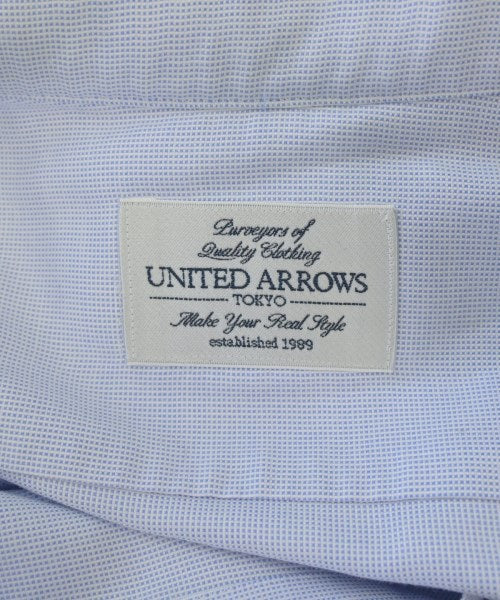 Purveyors of
Quality Clothing
UNITED ARROWS
TOKYO
Make Your Real Style
established 1989